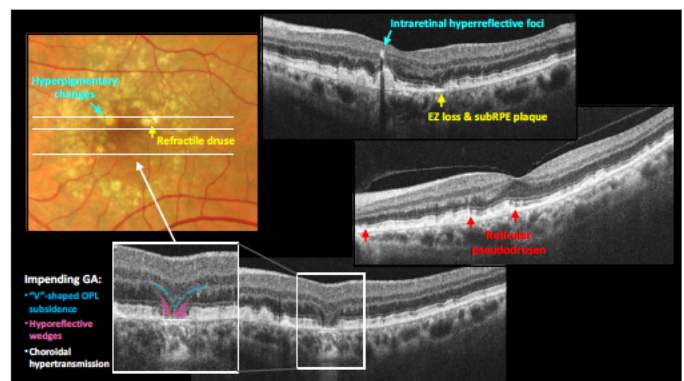 Intraretinal hyperreflective foci
Hyperpigmentary
changes
Refractile druse
EZ loss & subRPE plaque
Reticular
pseudodrusen
Impending GA:
•"V"-shaped OPL
subsidence
•Hyporeflective
wedges
•Choroidal
hypertransmission